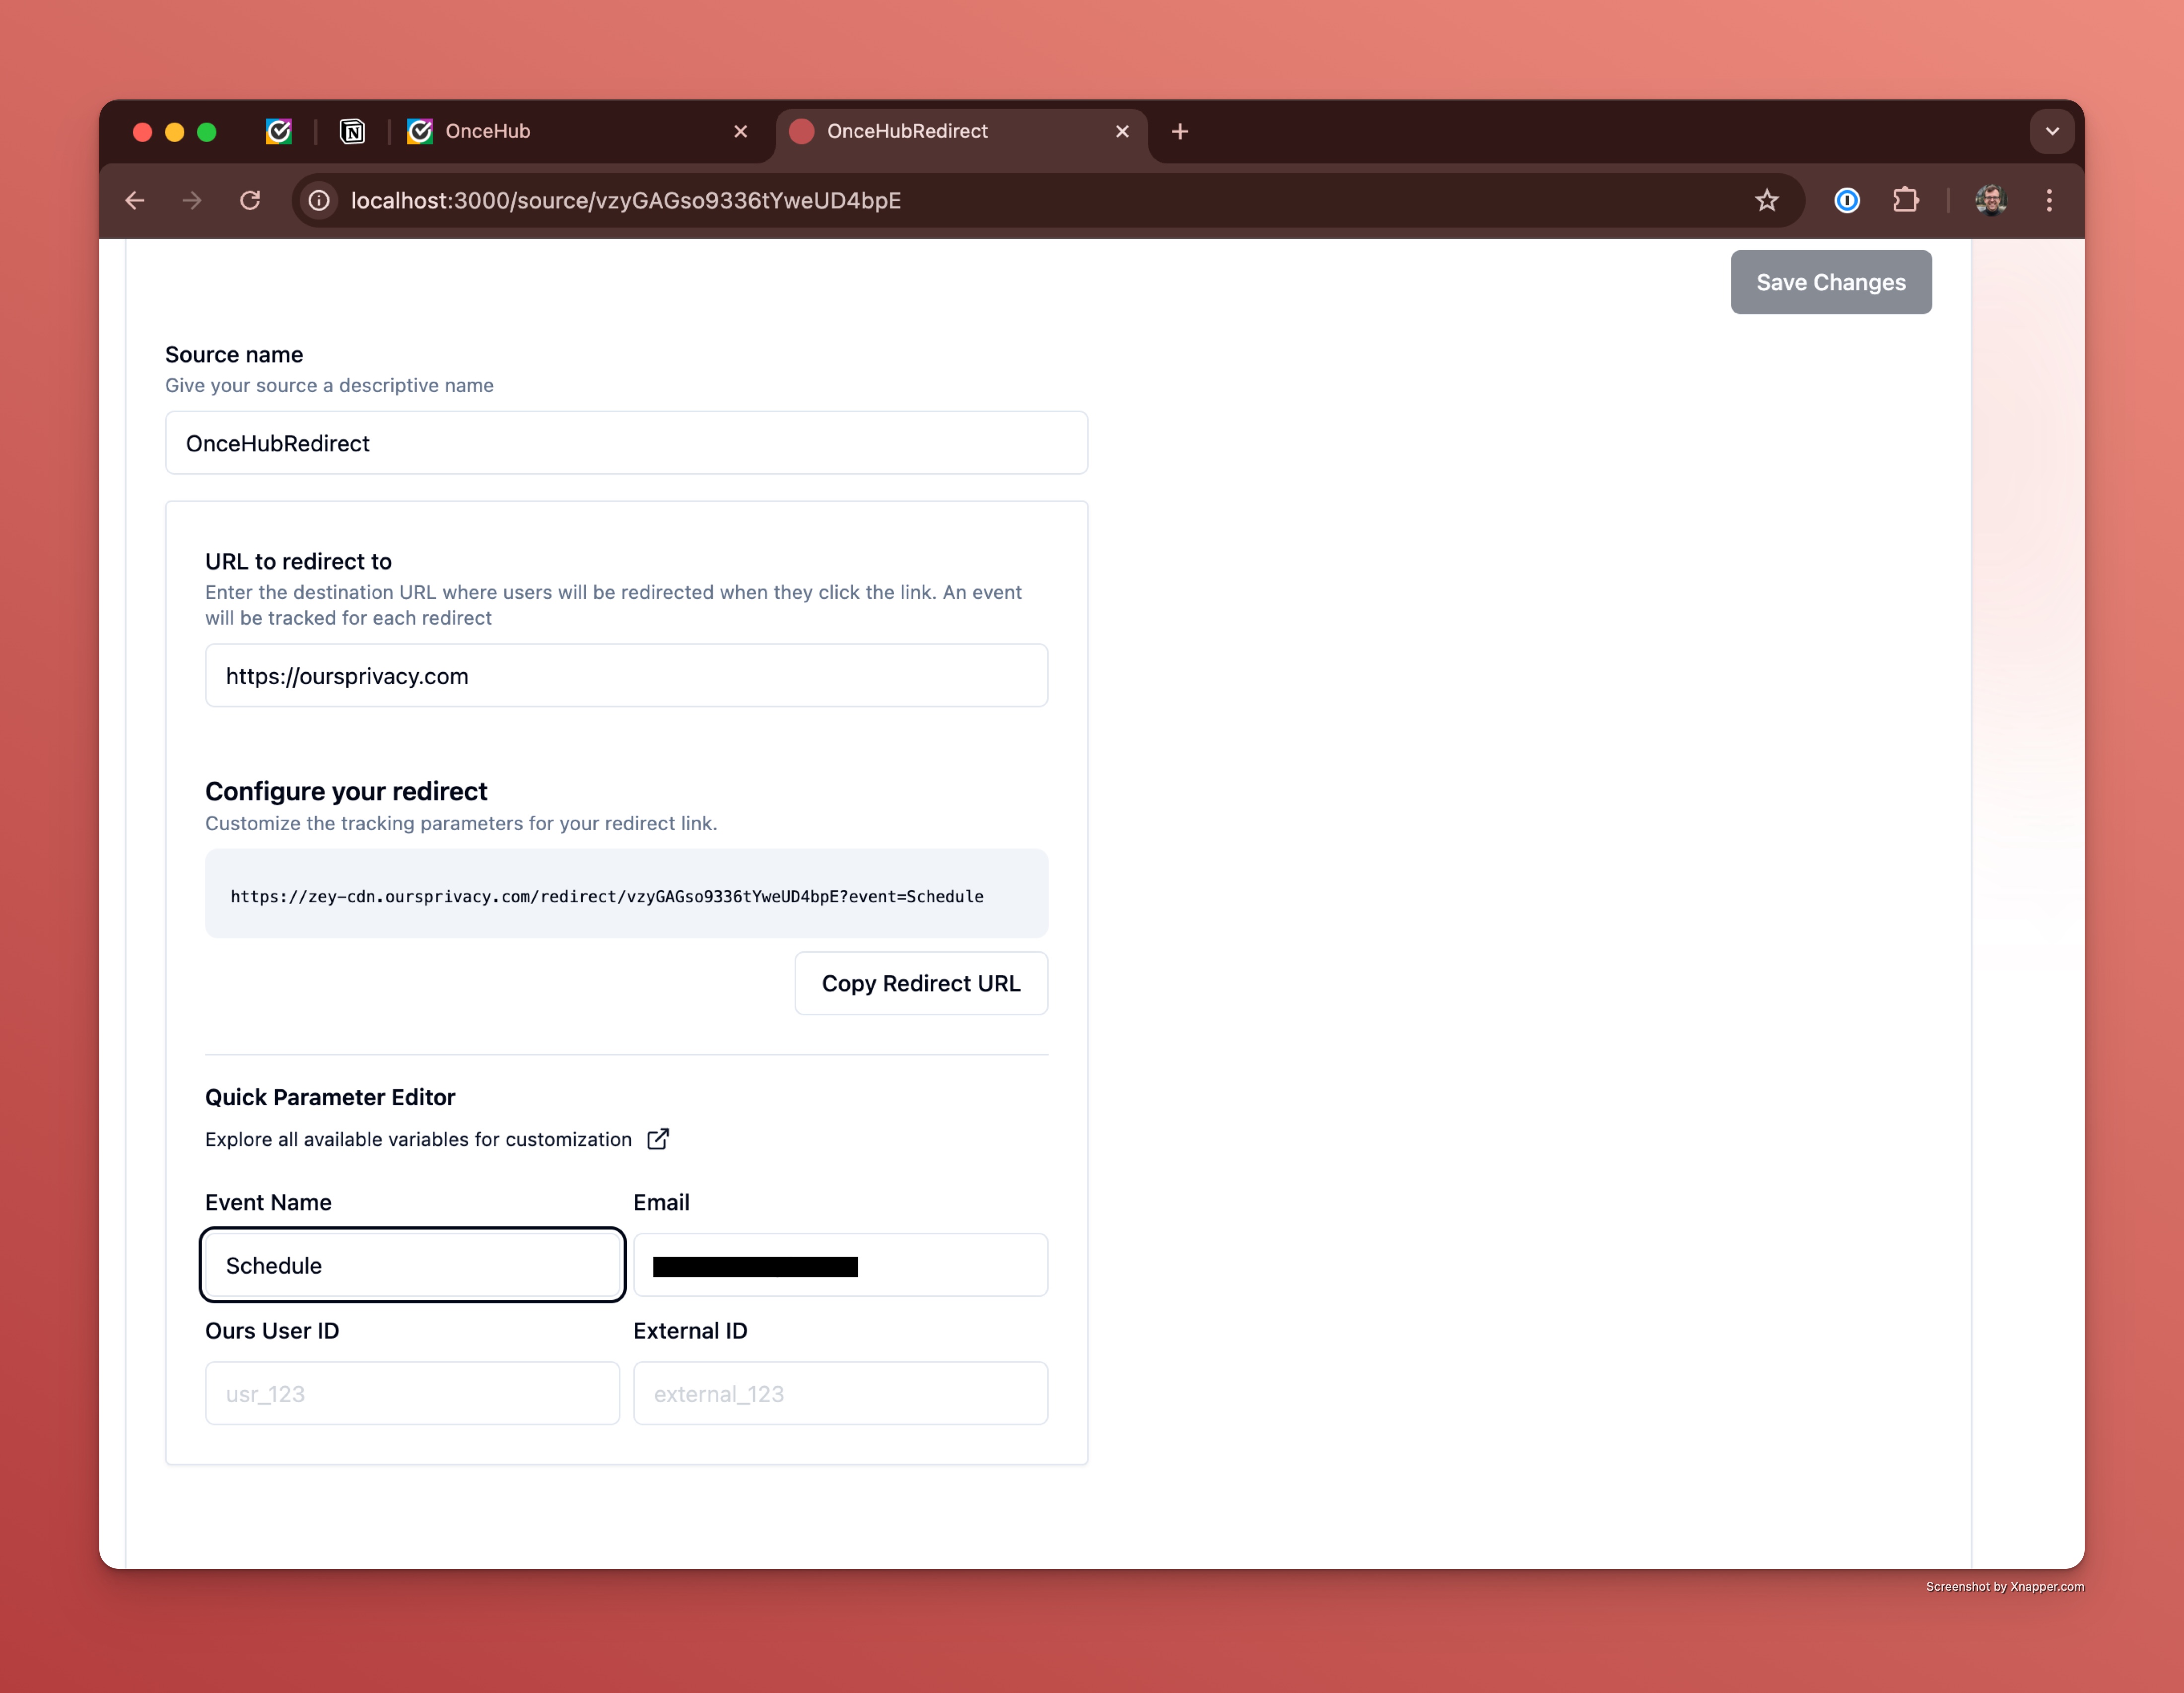 OnceHub
OnceHubRedirect
localhost:3000/source/vzyGAGso9336tYweUD4bpE
Save Changes
Source name
Give your source a descriptive name
OnceHubRedirect
URL to redirect to
Enter the destination URL where users will be redirected when they click the link. An event
will be tracked for each redirect
https://oursprivacy.com
Configure your redirect
Customize the tracking parameters for your redirect link.
https://zey-cdn.oursprivacy.com/redirect/vzyGAGso9336tYweUD4bpE?event=Schedule
Copy Redirect URL
Quick Parameter Editor
Explore all available variables for customization
Event Name
Email
Schedule
Ours User ID
External ID
usr_123
external_123
Screenshot by Xnapper.com